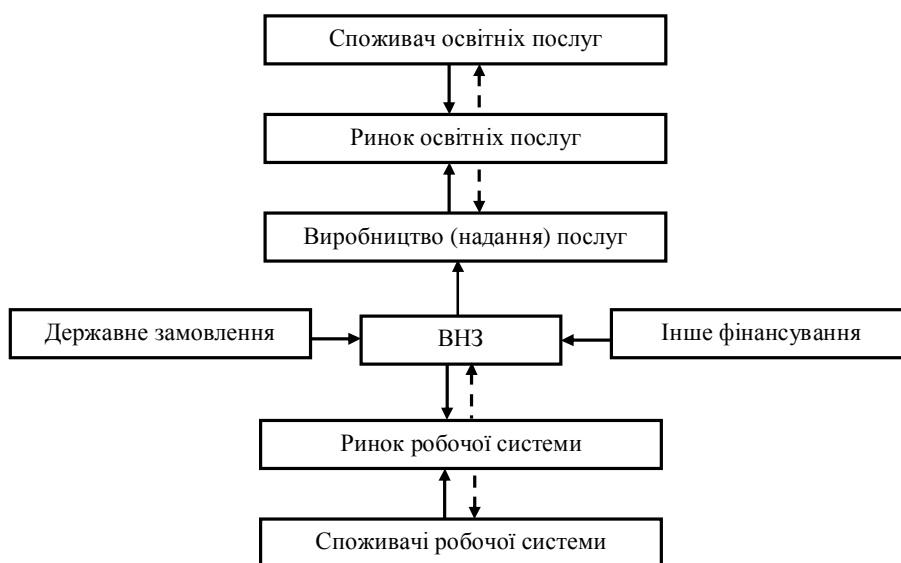 Споживач освітніх послуг
Ринок освітніх послуг
Виробництво (надання) послуг
Державне замовлення
ВНЗ
Інше фінансування
Ринок робочої системи
Споживачі робочої системи